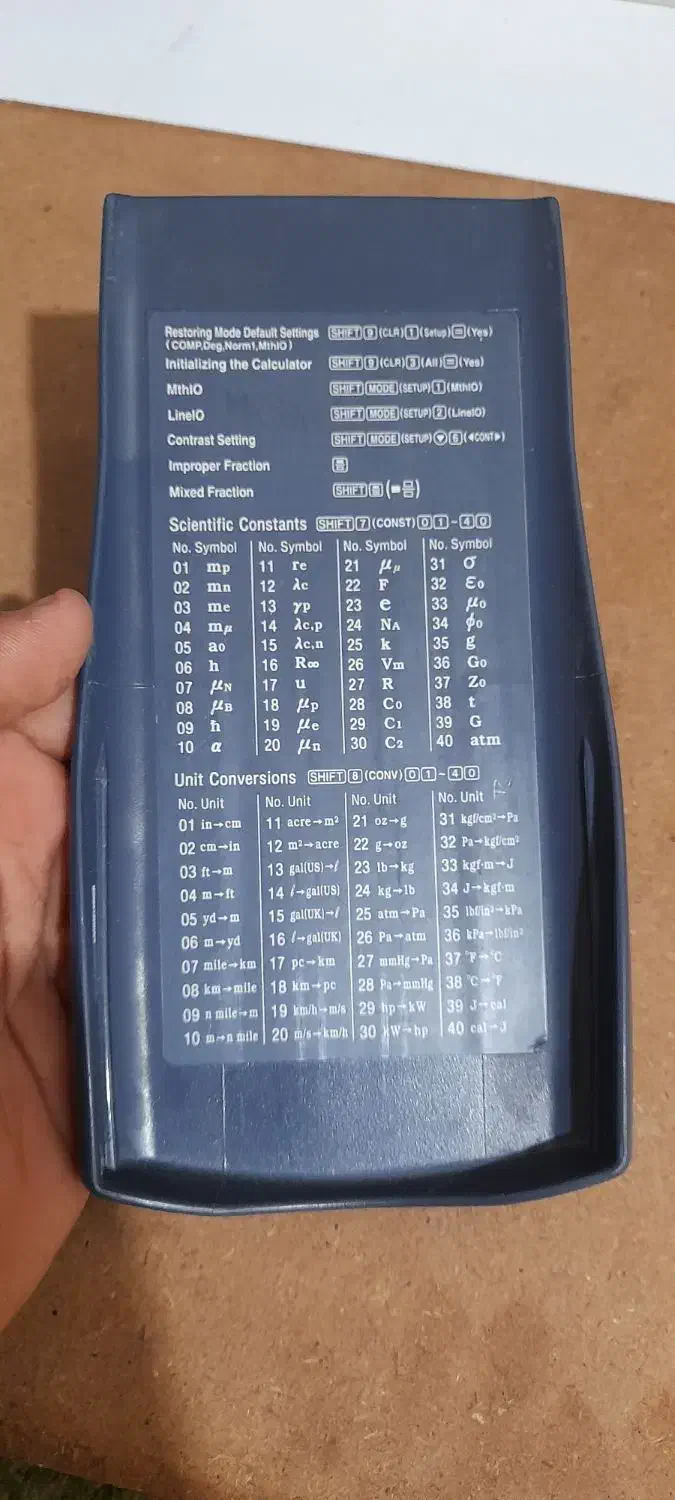 Restoring Mode Default Settings SHIFT 9 (CLR) 1 (Setup) = (Yes)
(COMP,Deg,Norm1,MthIO)
Initializing the Calculator SHIFT 9 (CLR) 3 (All) = (Yes)
MthIO SHIFT MODE (SETUP) 1 (MthIO)
LineIO SHIFT MODE (SETUP) 2 (LineIO)
Contrast Setting SHIFT MODE (SETUP) ▼ 6 (◄CONT►)
Improper Fraction
Mixed Fraction SHIFT
Scientific Constants SHIFT 7 (CONST) 0 1 ~ 4 0
No. Symbol No. Symbol No. Symbol No. Symbol
01 mp 11 re 21 μμ 31 σ
02 mn 12 λc 22 F 32 ε0
03 me 13 γp 23 e 33 μ0
04 mμ 14 λc,p 24 NA 34 ϕ0
05 a0 15 λc,n 25 k 35 g
06 h 16 R∞ 26 Vm 36 G0
07 μN 17 u 27 R 37 Z0
08 μB 18 μp 28 C0 38 t
09 ħ 19 μe 29 C1 39 G
10 α 20 μn 30 C2 40 atm
Unit Conversions SHIFT 8 (CONV) 0 1 ~ 4 0
No. Unit No. Unit No. Unit No. Unit
01 in→cm 11 acre→m² 21 oz→g 31 kgf/cm²→Pa
02 cm→in 12 m²→acre 22 g→oz 32 Pa→kgf/cm²
03 ft→m 13 gal(US)→ℓ 23 lb→kg 33 kgf·m→J
04 m→ft 14 ℓ→gal(US) 24 kg→lb 34 J→kgf·m
05 yd→m 15 gal(UK)→ℓ 25 atm→Pa 35 lbf/in²→kPa
06 m→yd 16 ℓ→gal(UK) 26 Pa→atm 36 kPa→lbf/in²
07 mile→km 17 pc→km 27 mmHg→Pa 37 °F→°C
08 km→mile 18 km→pc 28 Pa→mmHg 38 °C→°F
09 n mile→m 19 km/h→m/s 29 hp→kW 39 J→cal
10 m→n mile 20 m/s→km/h 30 kW→hp 40 cal→J